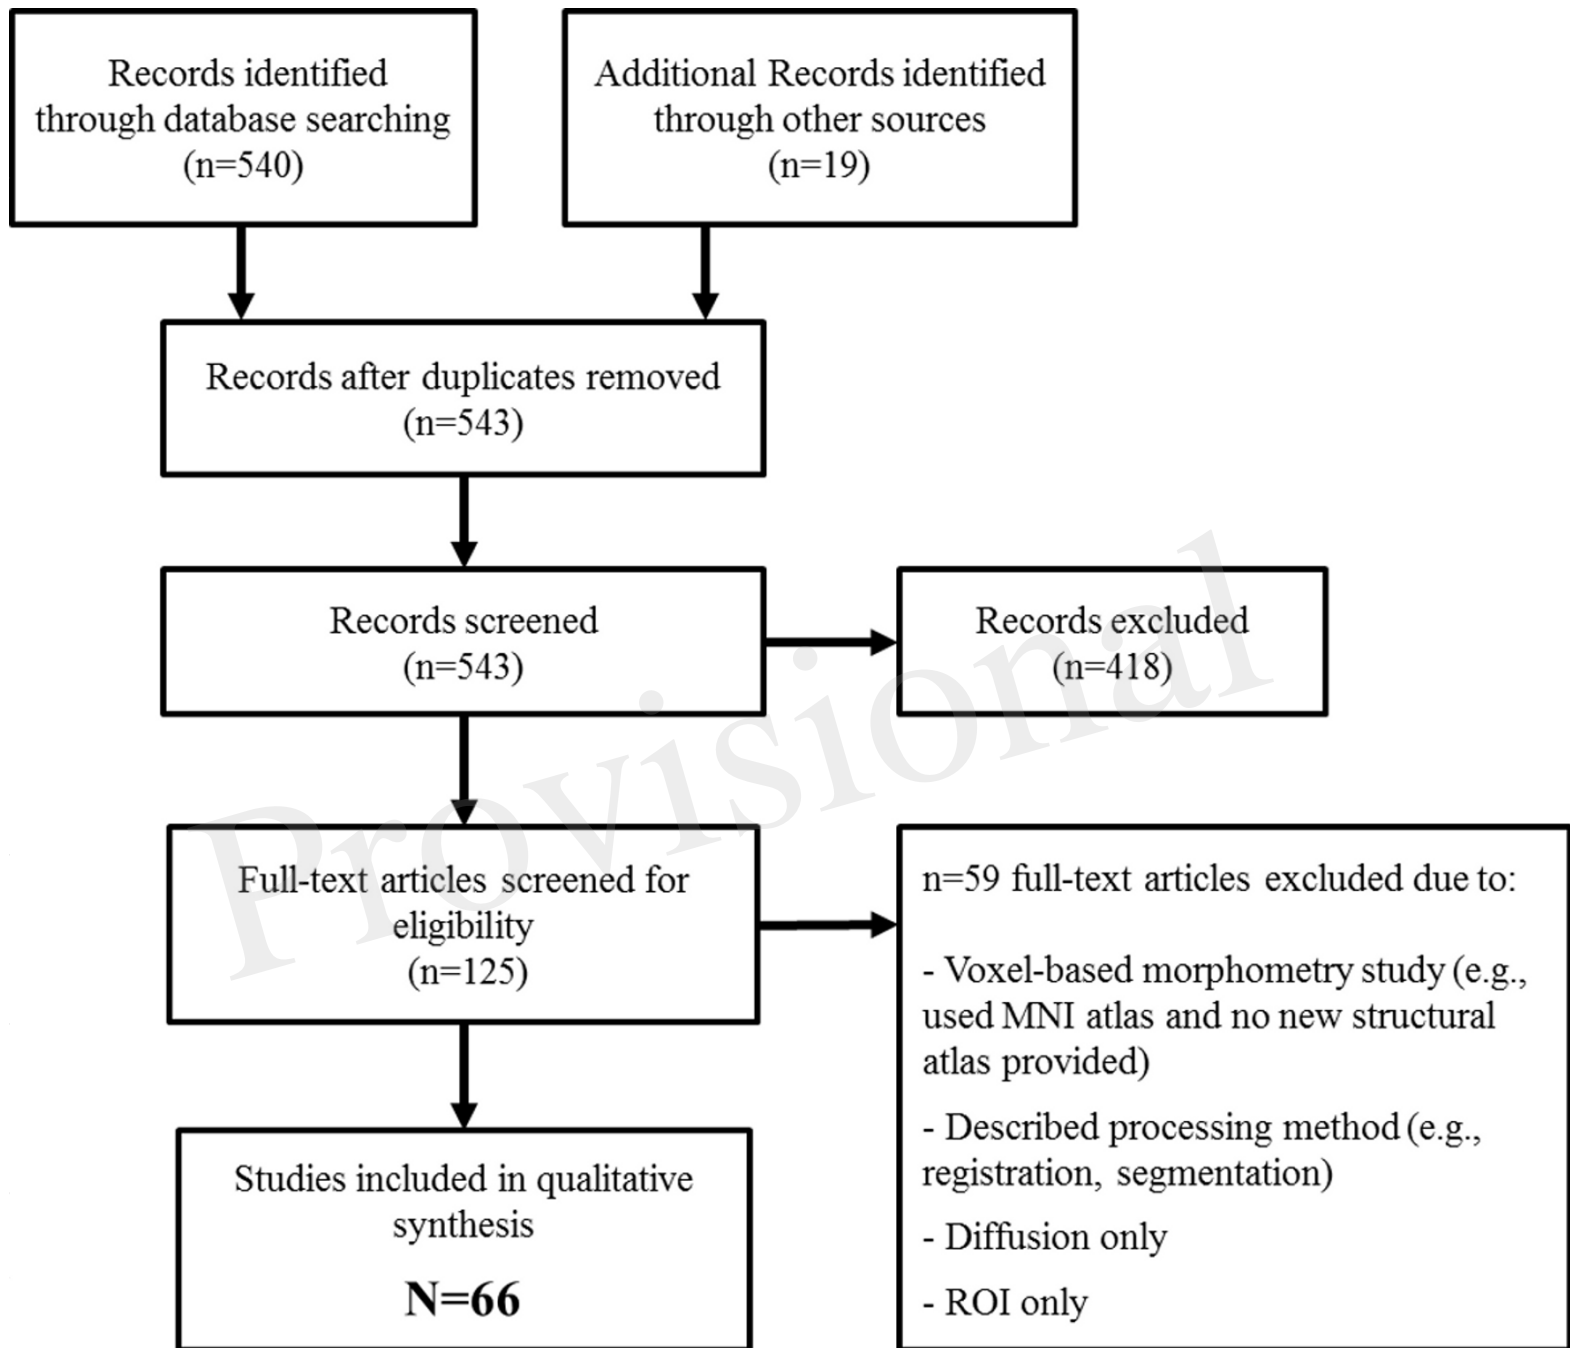 Records identified
through database searching
(n=540)
Additional Records identified
through other sources
(n=19)
Records after duplicates removed
(n=543)
Records screened
(n=543)
Records excluded
(n=418)
Full-text articles screened for
eligibility
(n=125)
n=59 full-text articles excluded due to:
- Voxel-based morphometry study (e.g.,
used MNI atlas and no new structural
atlas provided)
- Described processing method (e.g.,
registration, segmentation)
- Diffusion only
- ROI only
Studies included in qualitative
synthesis
N=66
Provisional